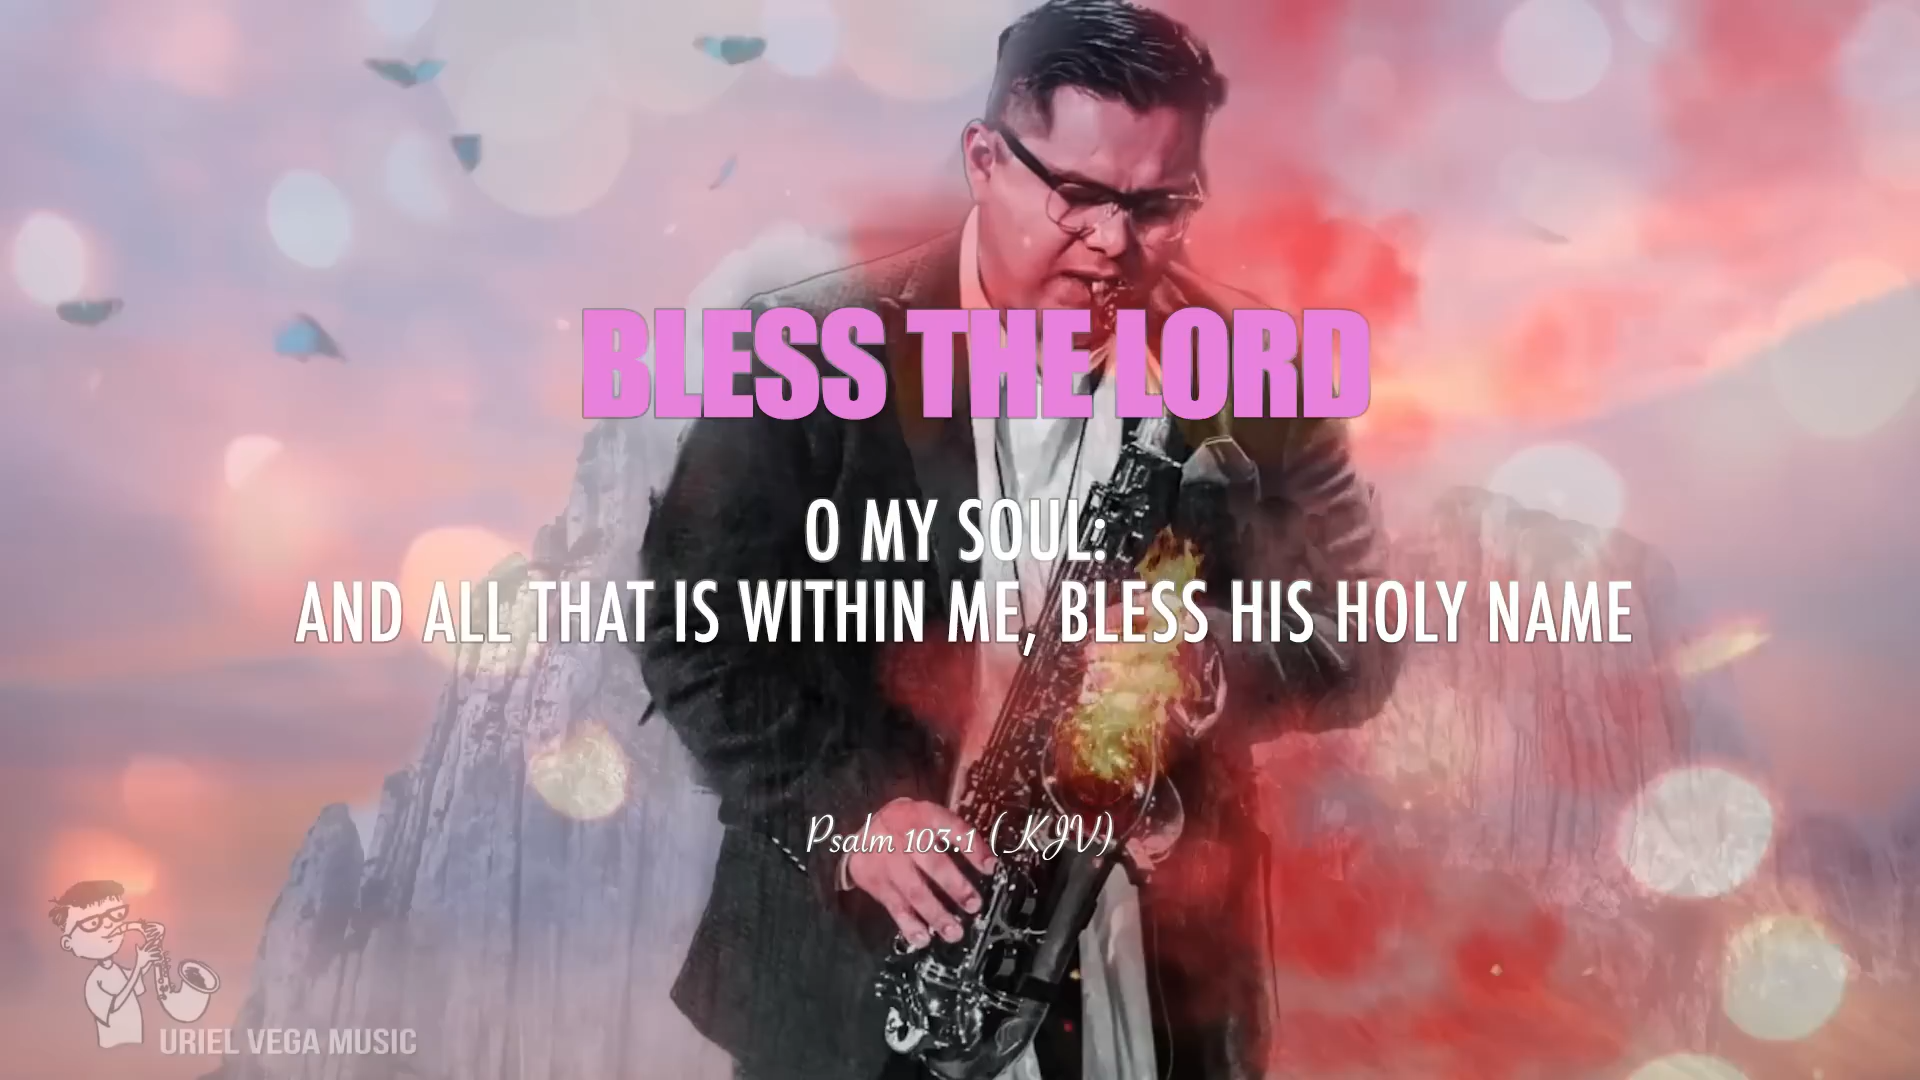 BLESS THE LORD
O MY SOUL:
AND ALL THAT IS WITHIN ME, BLESS HIS HOLY NAME
Psalm 103:1 (KJV)
URIEL VEGA MUSIC